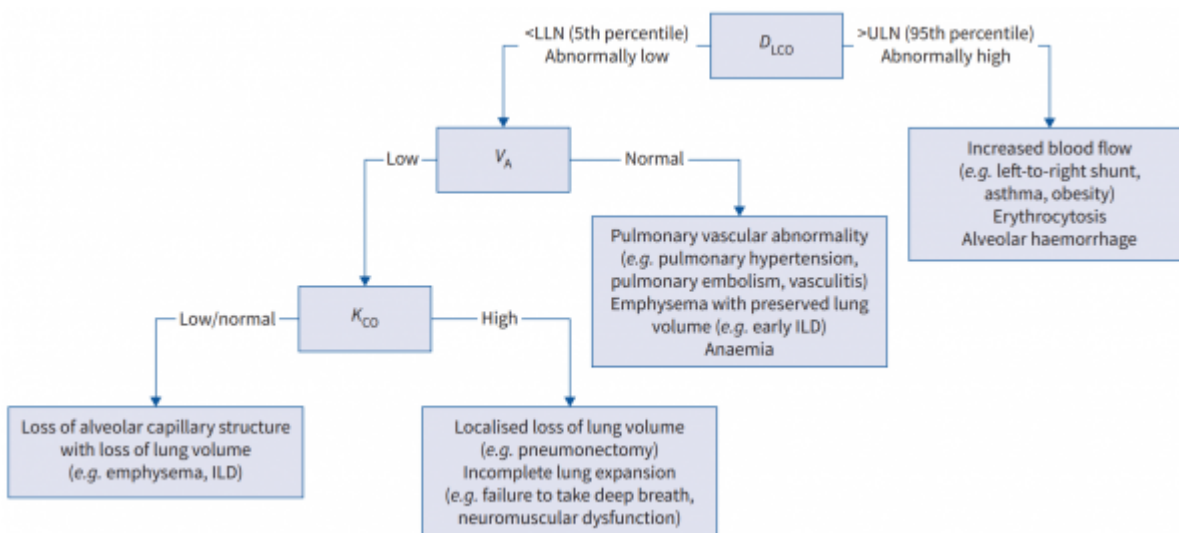 <LLN (5th percentile)
Abnormally low
DLCO
>ULN (95th percentile)
Abnormally high
Low
VA
Normal
Increased blood flow
(e.g. left-to-right shunt,
asthma, obesity)
Erythrocytosis
Alveolar haemorrhage
Pulmonary vascular abnormality
(e.g. pulmonary hypertension,
pulmonary embolism, vasculitis)
Emphysema with preserved lung
volume (e.g. early ILD)
Anaemia
Low/normal
KCO
High
Loss of alveolar capillary structure
with loss of lung volume
(e.g. emphysema, ILD)
Localised loss of lung volume
(e.g. pneumonectomy)
Incomplete lung expansion
(e.g. failure to take deep breath,
neuromuscular dysfunction)